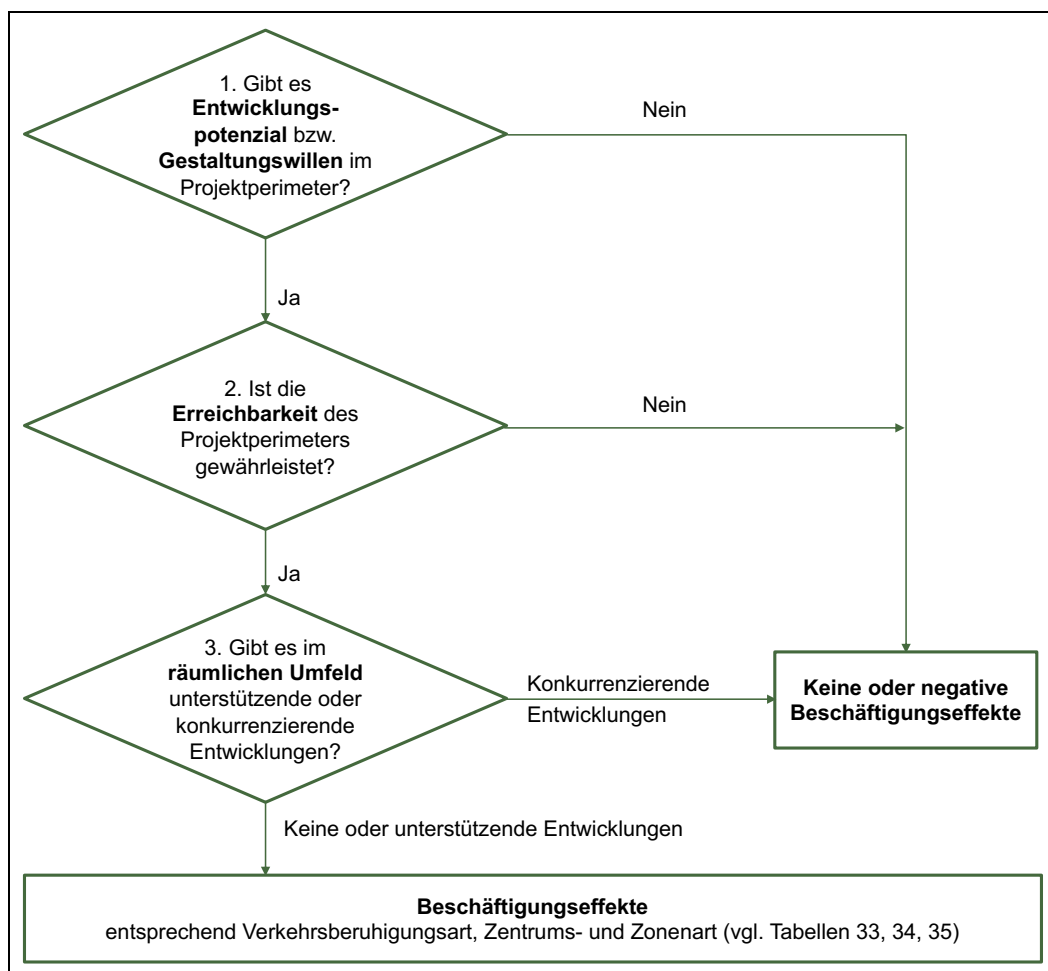 1. Gibt es
Entwicklungs-
potenzial bzw.
Gestaltungswillen im
Projektperimeter?
Nein
Ja
2. Ist die
Erreichbarkeit des
Projektperimeters
gewährleistet?
Nein
Ja
3. Gibt es im
räumlichen Umfeld
unterstützende oder
konkurrenzierende
Entwicklungen?
Konkurrenzierende
Entwicklungen
Keine oder negative
Beschäftigungseffekte
Keine oder unterstützende Entwicklungen
Beschäftigungseffekte
entsprechend Verkehrsberuhigungsart, Zentrums- und Zonenart (vgl. Tabellen 33, 34, 35)